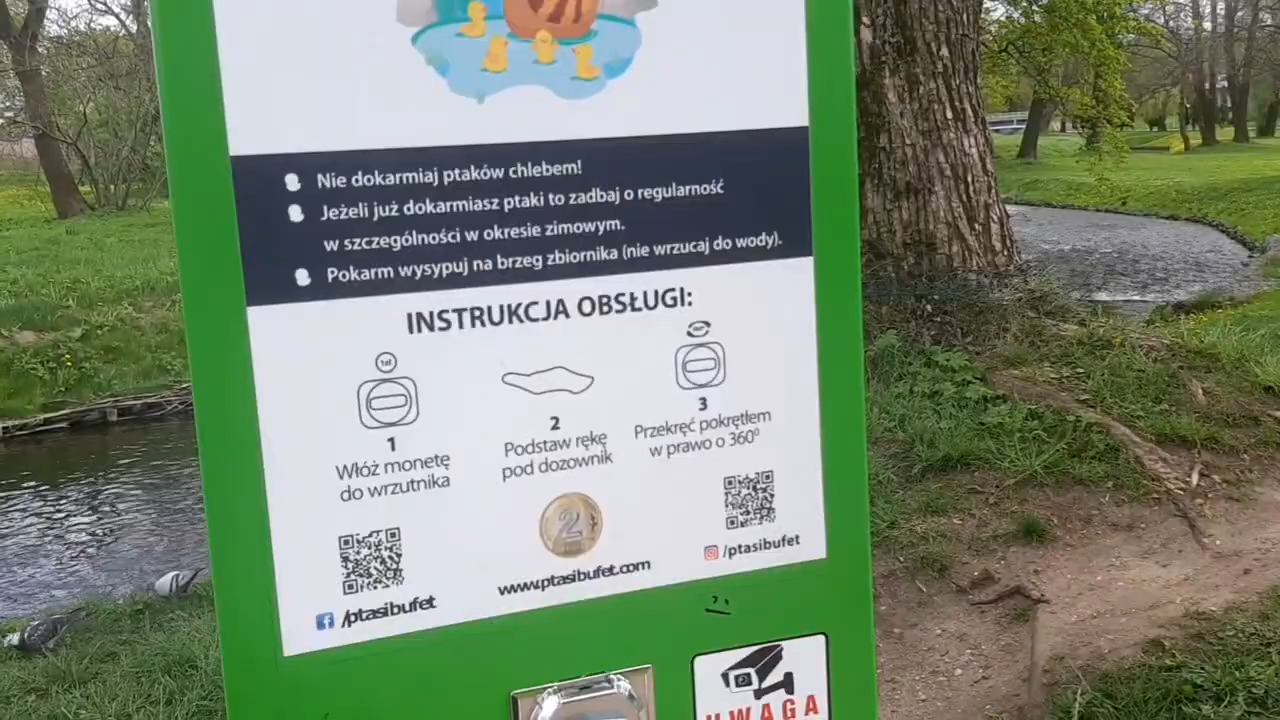 Nie dokarmiaj ptaków chlebem!
Jeżeli już dokarmiasz ptaki to zadbaj o regularność
w szczególności w okresie zimowym.
Pokarm wysypuj na brzeg zbiornika (nie wrzucaj do wody).
INSTRUKCJA OBSŁUGI:
1zł
360°
1
Włóż monetę
do wrzutnika
2
Podstaw rękę
pod dozownik
3
Przekręć pokrętłem
w prawo o 360⁰
2
/ptasibufet
www.ptasibufet.com
/ptasibufet
UWAGA